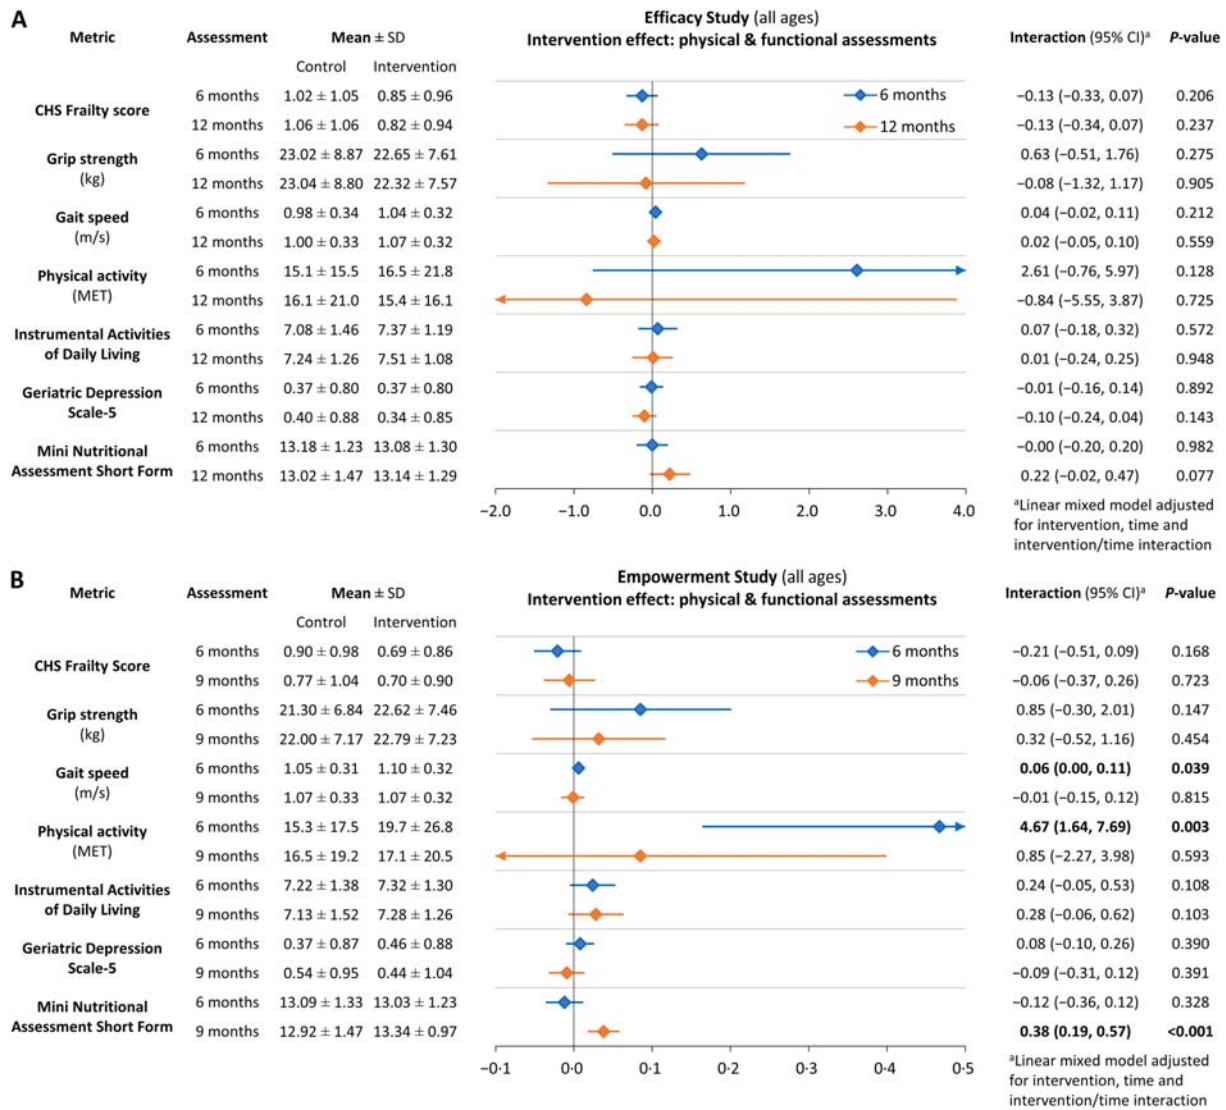 A
Efficacy Study (all ages)
Metric Assessment Mean ± SD Intervention effect: physical & functional assessments Interaction (95% CI)ᵃ P-value
Control Intervention
6 months
12 months
CHS Frailty score
6 months 1.02 ± 1.05 0.85 ± 0.96 −0.13 (−0.33, 0.07) 0.206
12 months 1.06 ± 1.06 0.82 ± 0.94 −0.13 (−0.34, 0.07) 0.237
Grip strength
(kg)
6 months 23.02 ± 8.87 22.65 ± 7.61 0.63 (−0.51, 1.76) 0.275
12 months 23.04 ± 8.80 22.32 ± 7.57 −0.08 (−1.32, 1.17) 0.905
Gait speed
(m/s)
6 months 0.98 ± 0.34 1.04 ± 0.32 0.04 (−0.02, 0.11) 0.212
12 months 1.00 ± 0.33 1.07 ± 0.32 0.02 (−0.05, 0.10) 0.559
Physical activity
(MET)
6 months 15.1 ± 15.5 16.5 ± 21.8 2.61 (−0.76, 5.97) 0.128
12 months 16.1 ± 21.0 15.4 ± 16.1 −0.84 (−5.55, 3.87) 0.725
Instrumental Activities
of Daily Living
6 months 7.08 ± 1.46 7.37 ± 1.19 0.07 (−0.18, 0.32) 0.572
12 months 7.24 ± 1.26 7.51 ± 1.08 0.01 (−0.24, 0.25) 0.948
Geriatric Depression
Scale-5
6 months 0.37 ± 0.80 0.37 ± 0.80 -0.01 (−0.16, 0.14) 0.892
12 months 0.40 ± 0.88 0.34 ± 0.85 −0.10 (−0.24, 0.04) 0.143
Mini Nutritional
Assessment Short Form
6 months 13.18 ± 1.23 13.08 ± 1.30 -0.00 (−0.20, 0.20) 0.982
12 months 13.02 ± 1.47 13.14 ± 1.29 0.22 (−0.02, 0.47) 0.077
−2.0 −1.0 0.0 1.0 2.0 3.0 4.0
ᵃLinear mixed model adjusted
for intervention, time and
intervention/time interaction
B
Empowerment Study (all ages)
Metric Assessment Mean ± SD Intervention effect: physical & functional assessments Interaction (95% CI)ᵃ P-value
Control Intervention
6 months
9 months
CHS Frailty Score
6 months 0.90 ± 0.98 0.69 ± 0.86 −0.21 (−0.51, 0.09) 0.168
9 months 0.77 ± 1.04 0.70 ± 0.90 −0.06 (−0.37, 0.26) 0.723
Grip strength
(kg)
6 months 21.30 ± 6.84 22.62 ± 7.46 0.85 (−0.30, 2.01) 0.147
9 months 22.00 ± 7.17 22.79 ± 7.23 0.32 (−0.52, 1.16) 0.454
Gait speed
(m/s)
6 months 1.05 ± 0.31 1.10 ± 0.32 0.06 (0.00, 0.11) 0.039
9 months 1.07 ± 0.33 1.07 ± 0.32 −0.01 (−0.15, 0.12) 0.815
Physical activity
(MET)
6 months 15.3 ± 17.5 19.7 ± 26.8 4.67 (1.64, 7.69) 0.003
9 months 16.5 ± 19.2 17.1 ± 20.5 0.85 (−2.27, 3.98) 0.593
Instrumental Activities
of Daily Living
6 months 7.22 ± 1.38 7.32 ± 1.30 0.24 (−0.05, 0.53) 0.108
9 months 7.13 ± 1.52 7.28 ± 1.26 0.28 (−0.06, 0.62) 0.103
Geriatric Depression
Scale-5
6 months 0.37 ± 0.87 0.46 ± 0.88 0.08 (−0.10, 0.26) 0.390
9 months 0.54 ± 0.95 0.44 ± 1.04 −0.09 (−0.31, 0.12) 0.391
Mini Nutritional
Assessment Short Form
6 months 13.09 ± 1.33 13.03 ± 1.23 −0.12 (−0.36, 0.12) 0.328
9 months 12.92 ± 1.47 13.34 ± 0.97 0.38 (0.19, 0.57) <0.001
−0·1 0·0 0·1 0·2 0·3 0·4 0·5
ᵃLinear mixed model adjusted
for intervention, time and
intervention/time interaction